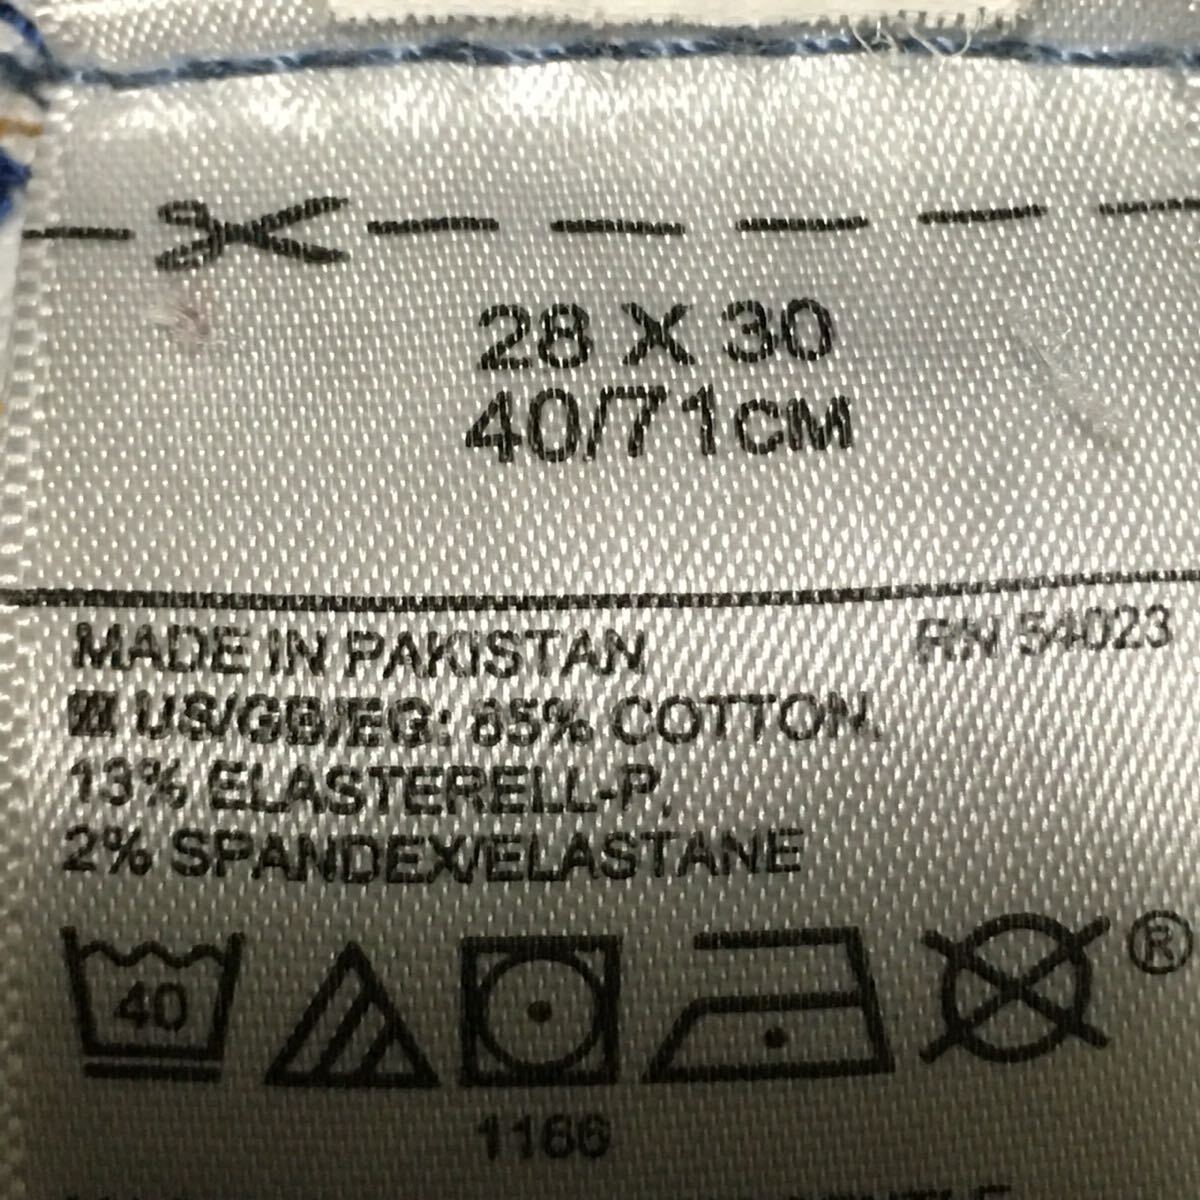 28 X 30
40/71CM
MADE IN PAKISTAN RN 54023
US/GB/EG: 85% COTTON,
13% ELASTERELL-P,
2% SPANDEX/ELASTANE
40
®
1166